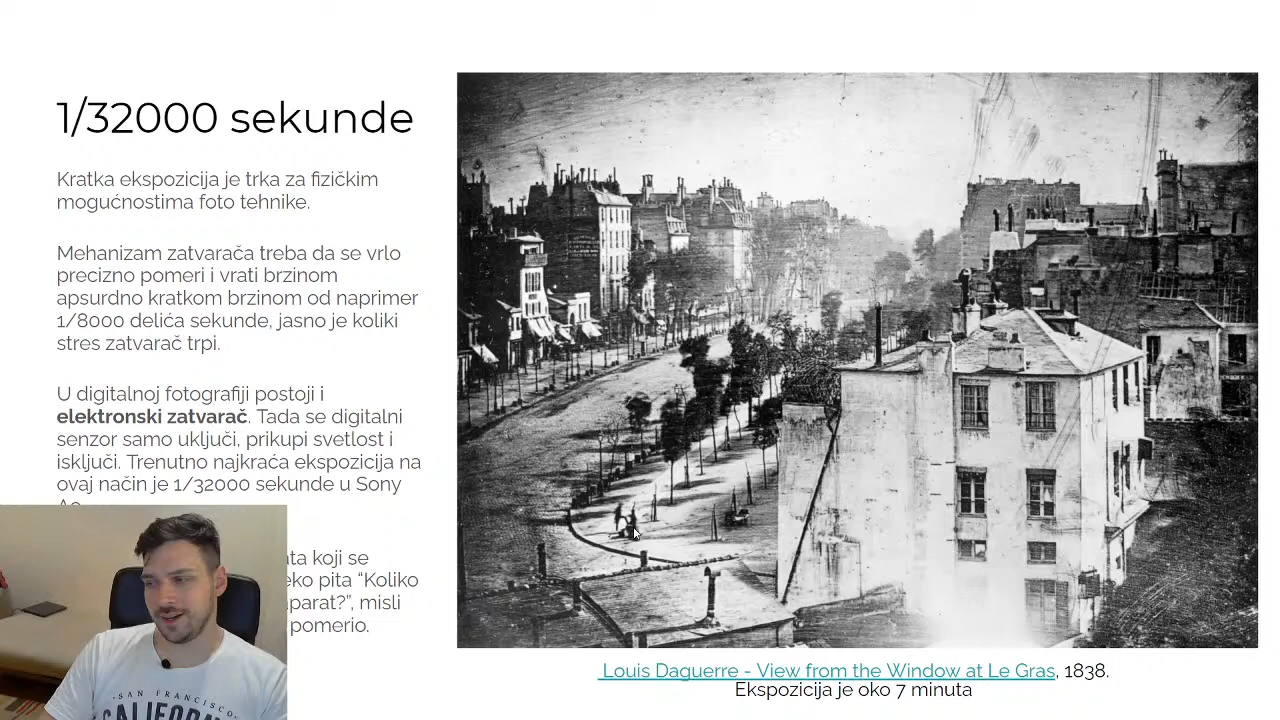 1/32000 sekunde
Kratka ekspozicija je trka za fizičkim
mogućnostima foto tehnike.
Mehanizam zatvarača treba da se vrlo
precizno pomeri i vrati brzinom
apsurdno kratkom brzinom od naprimer
1/8000 delića sekunde, jasno je koliki
stres zatvarač trpi.
U digitalnoj fotografiji postoji i
elektronski zatvarač. Tada se digitalni
senzor samo uključi, prikupi svetlost i
isključi. Trenutno najkraća ekspozicija na
ovaj način je 1/32000 sekunde u Sony
koji se
pita “Koliko
misli
pomerio.
Louis Daguerre - View from the Window at Le Gras, 1838.
Ekspozicija je oko 7 minuta
-SAN FRANCISCO-